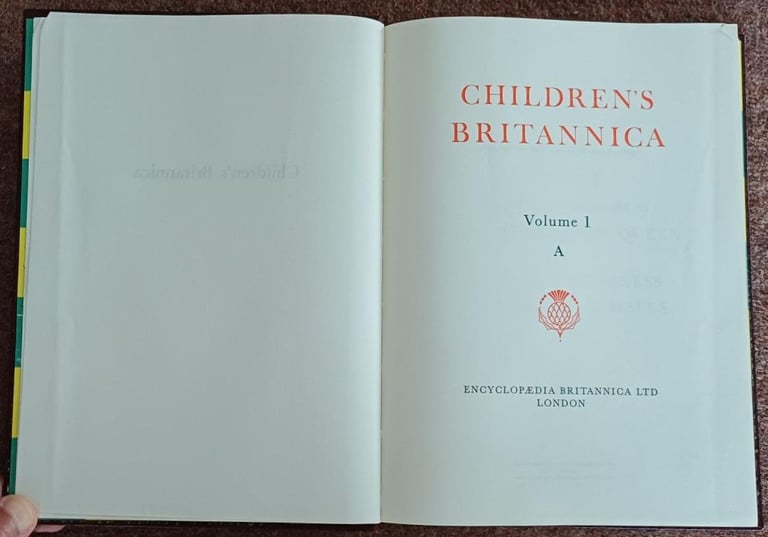 CHILDREN'S
BRITANNICA
Volume 1
A
ENCYCLOPÆDIA BRITANNICA LTD
LONDON